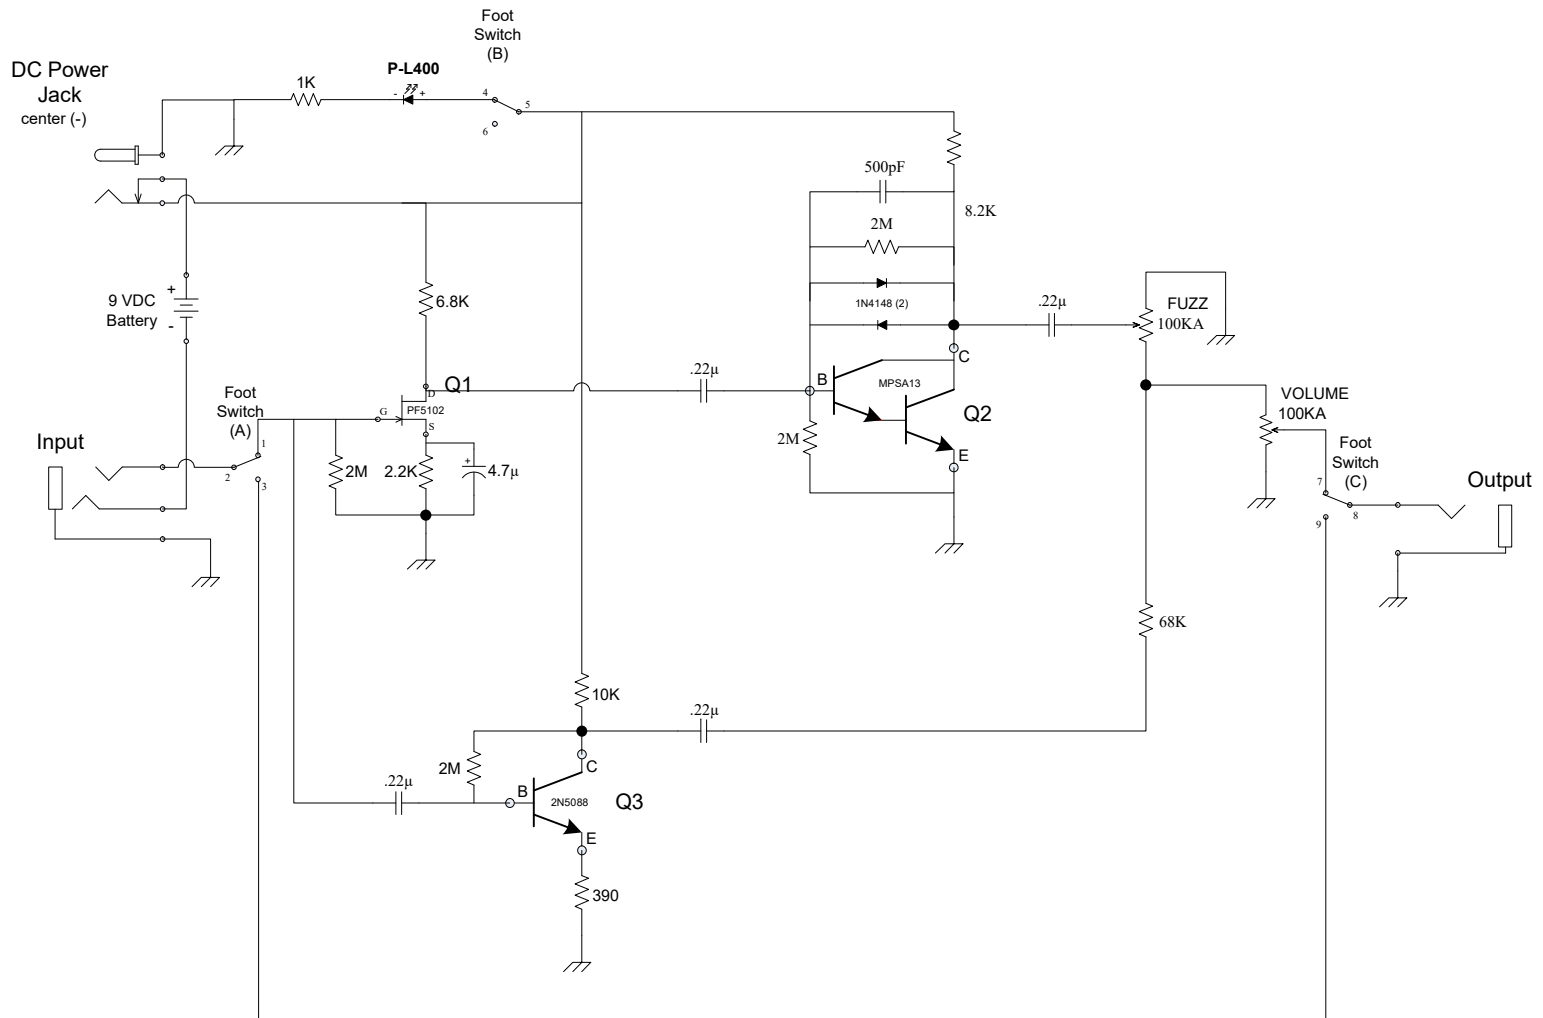 Foot
Switch
(B)
DC Power
Jack
center (-)
1K
P-L400
- +
4
5
6
500pF
8.2K
2M
1N4148 (2)
.22µ
FUZZ
100KA
6.8K
+
9 VDC
Battery
-
Q1
D
G
PF5102
S
.22µ
B
C
MPSA13
Q2
E
2M
Foot
Switch
(A)
1
2
3
Input
2M
2.2K
+
4.7µ
VOLUME
100KA
Foot
Switch
(C)
7
8
9
Output
68K
10K
.22µ
2M
.22µ
B
C
2N5088
Q3
E
390